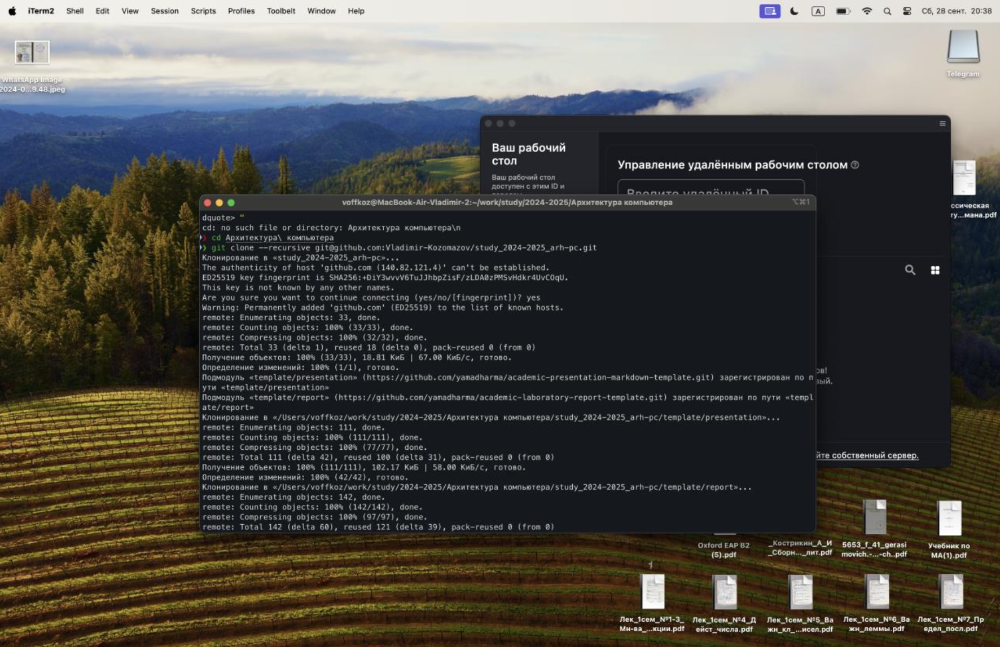 iTerm2 Shell Edit View Session Scripts Profiles Toolbelt Window Help
A
Сб, 28 сент. 20:38
WhatsApp Image
2024-0...9.48.jpeg
Telegram
Ваш рабочий
стол
Ваш рабочий стол
доступен с этим ID и
Управление удалённым рабочим столом
Введите удалённый ID
ссическая
ту...мана.pdf
voffkoz@MacBook-Air-Vladimir-2:~/work/study/2024-2025/Архитектура компьютера
⌥⌘1
dquote> "
cd: no such file or directory: Архитектура компьютера\n
cd Архитектура\ компьютера
git clone --recursive git@github.com:Vladimir-Kozomazov/study_2024-2025_arh-pc.git
Клонирование в «study_2024-2025_arh-pc»...
The authenticity of host 'github.com (140.82.121.4)' can't be established.
ED25519 key fingerprint is SHA256:+DiY3wvvV6TuJJhbpZisF/zLDA0zPMSvHdkr4UvCOqU.
This key is not known by any other names.
Are you sure you want to continue connecting (yes/no/[fingerprint])? yes
Warning: Permanently added 'github.com' (ED25519) to the list of known hosts.
remote: Enumerating objects: 33, done.
remote: Counting objects: 100% (33/33), done.
remote: Compressing objects: 100% (32/32), done.
remote: Total 33 (delta 1), reused 18 (delta 0), pack-reused 0 (from 0)
Получение объектов: 100% (33/33), 18.81 КиБ | 67.00 КиБ/с, готово.
Определение изменений: 100% (1/1), готово.
Подмодуль «template/presentation» (https://github.com/yamadharma/academic-presentation-markdown-template.git) зарегистрирован по п
ути «template/presentation»
Подмодуль «template/report» (https://github.com/yamadharma/academic-laboratory-report-template.git) зарегистрирован по пути «templ
ate/report»
Клонирование в «/Users/voffkoz/work/study/2024-2025/Архитектура компьютера/study_2024-2025_arh-pc/template/presentation»...
remote: Enumerating objects: 111, done.
remote: Counting objects: 100% (111/111), done.
remote: Compressing objects: 100% (77/77), done.
remote: Total 111 (delta 42), reused 100 (delta 31), pack-reused 0 (from 0)
Получение объектов: 100% (111/111), 102.17 КиБ | 58.00 КиБ/с, готово.
Определение изменений: 100% (42/42), готово.
Клонирование в «/Users/voffkoz/work/study/2024-2025/Архитектура компьютера/study_2024-2025_arh-pc/template/report»...
remote: Enumerating objects: 142, done.
remote: Counting objects: 100% (142/142), done.
remote: Compressing objects: 100% (97/97), done.
remote: Total 142 (delta 60), reused 121 (delta 39), pack-reused 0 (from 0)
ов!
вый.
йте собственный сервер.
Oxford EAP B2
(5).pdf
_Кострикин_А_И
_Сборн..._лит.pdf
5653_f_41_gerasi
movich.-...-ch..pdf
Учебник по
МА(1).pdf
Лек_1сем_№1-3_
Мн-ва_...кции.pdf
Лек_1сем_№4_Д
ейст_числа.pdf
Лек_1сем_№5_Ва
жн_кл_...исел.pdf
Лек_1сем_№6_Ва
жн_леммы.pdf
Лек_1сем_№7_Пр
едел_посл.pdf